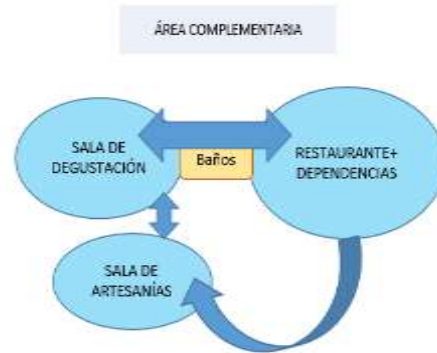 ÁREA COMPLEMENTARIA
SALA DE
DEGUSTACIÓN
Baños
RESTAURANTE+
DEPENDENCIAS
SALA DE
ARTESANÍAS